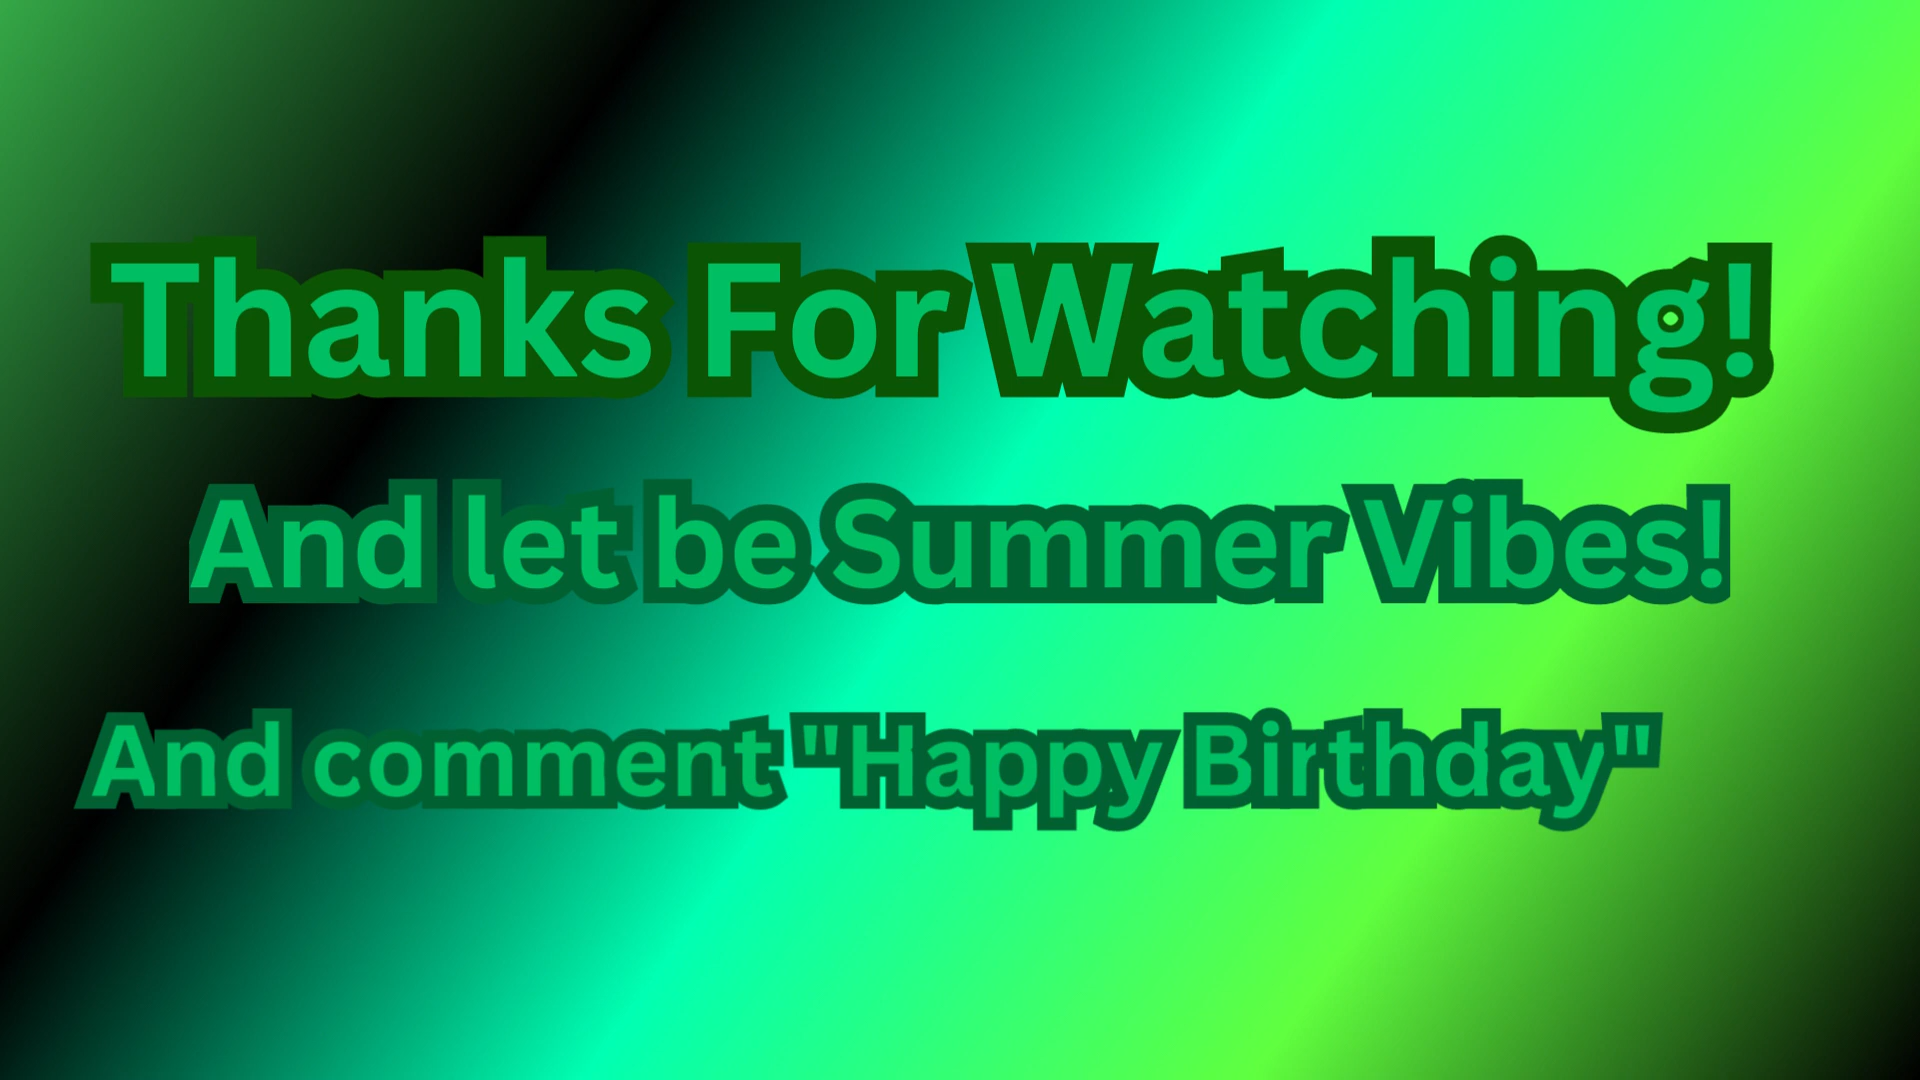 Thanks For Watching!
And let be Summer Vibes!
And comment "Happy Birthday"